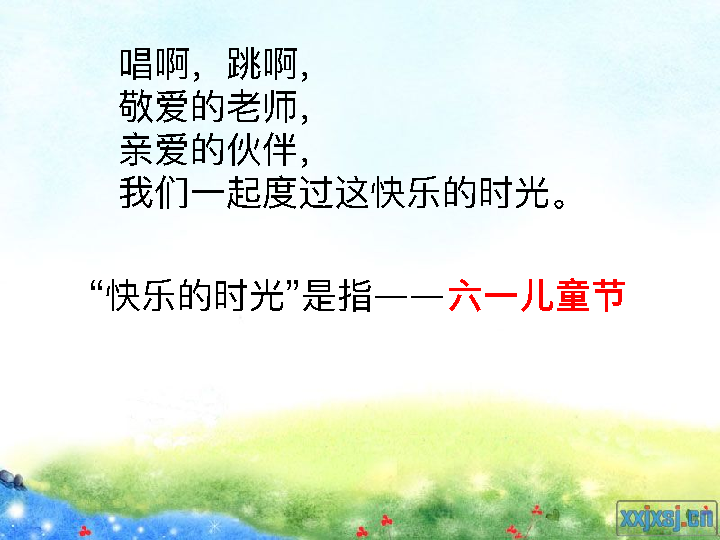 唱啊，跳啊，
敬爱的老师，
亲爱的伙伴，
我们一起度过这快乐的时光。
“快乐的时光”是指——六一儿童节
xxjxsj.cn